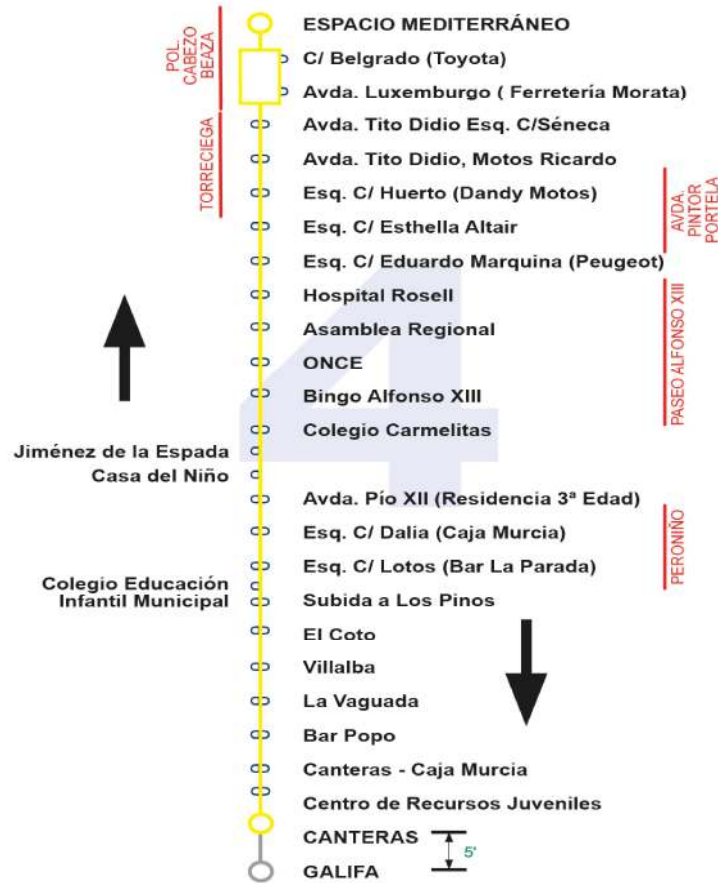 ESPACIO MEDITERRÁNEO
POL.
CABEZO
BEAZA
C/ Belgrado (Toyota)
Avda. Luxemburgo ( Ferretería Morata)
TORRECIEGA
Avda. Tito Didio Esq. C/Séneca
Avda. Tito Didio, Motos Ricardo
Esq. C/ Huerto (Dandy Motos)
AVDA.
PINTOR
PORTELA
Esq. C/ Esthella Altair
Esq. C/ Eduardo Marquina (Peugeot)
Hospital Rosell
PASEO ALFONSO XIII
Asamblea Regional
ONCE
Bingo Alfonso XIII
Colegio Carmelitas
4
Jiménez de la Espada
Casa del Niño
Avda. Pío XII (Residencia 3ª Edad)
PERONIÑO
Esq. C/ Dalia (Caja Murcia)
Esq. C/ Lotos (Bar La Parada)
Colegio Educación
Infantil Municipal
Subida a Los Pinos
El Coto
Villalba
La Vaguada
Bar Popo
Canteras - Caja Murcia
Centro de Recursos Juveniles
CANTERAS
5'
GALIFA